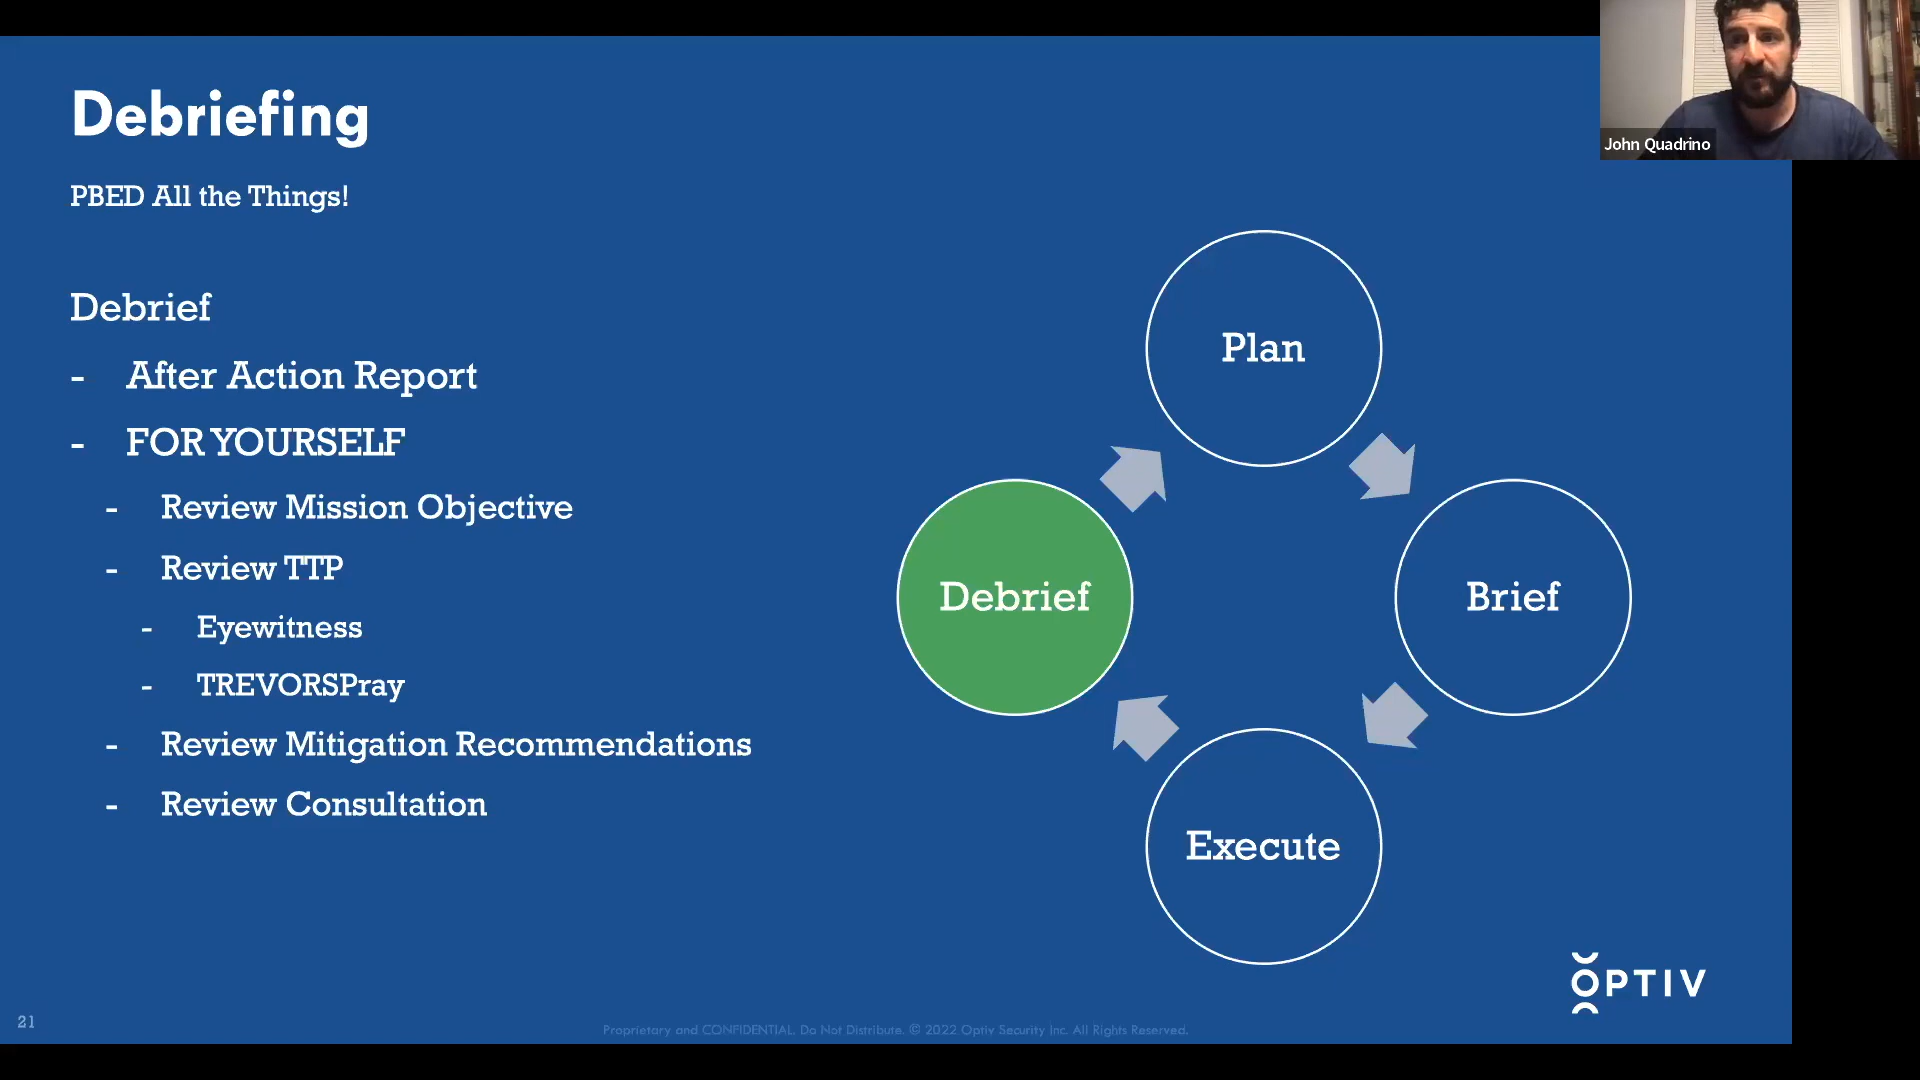 Debriefing
John Quadrino
PBED All the Things!
Debrief
- After Action Report
- FOR YOURSELF
- Review Mission Objective
- Review TTP
- Eyewitness
- TREVORSPray
- Review Mitigation Recommendations
- Review Consultation
Plan
Debrief
Brief
Execute
OPTIV
21
Proprietary and CONFIDENTIAL. Do Not Distribute. © 2022 Optiv Security Inc. All Rights Reserved.